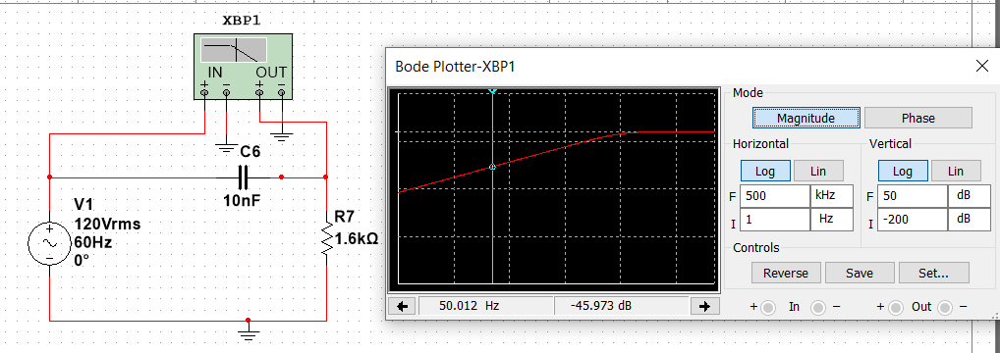 XBP1
IN OUT
+ − + −
C6
10nF
V1
120Vrms
60Hz
0°
+
−
R7
1.6kΩ
Bode Plotter-XBP1
Mode
Magnitude Phase
Horizontal Vertical
Log Lin Log Lin
F 500 kHz F 50 dB
I 1 Hz I -200 dB
Controls
Reverse Save Set...
50.012 Hz -45.973 dB
+ In − + Out −